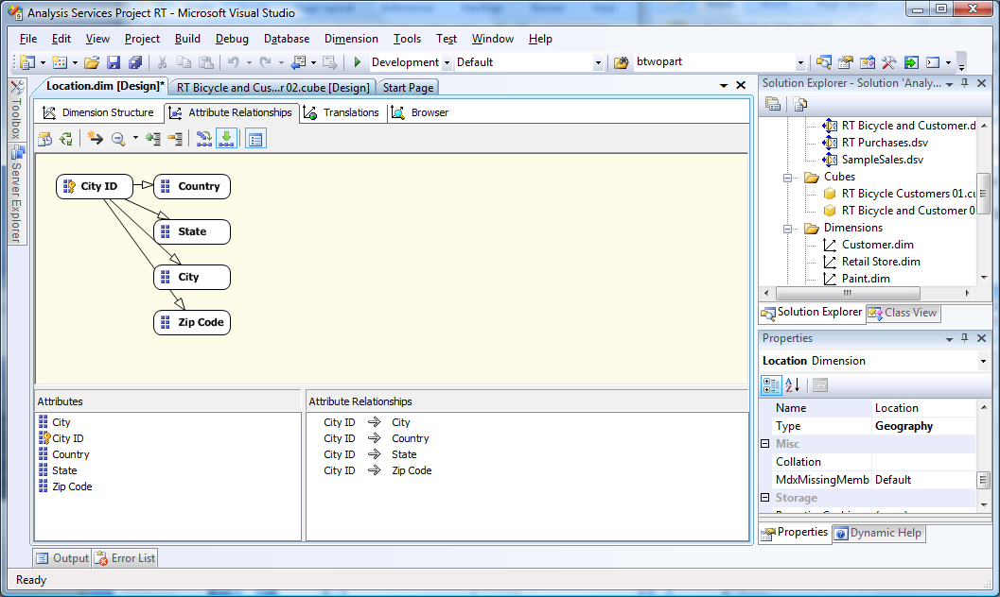 Analysis Services Project RT - Microsoft Visual Studio
File Edit View Project Build Debug Database Dimension Tools Test Window Help
Development Default btwopart
Toolbox
Server Explorer
Location.dim [Design]* RT Bicycle and Cus...r 02.cube [Design] Start Page
Dimension Structure Attribute Relationships Translations Browser
City ID Country
State
City
Zip Code
Attributes
City
City ID
Country
State
Zip Code
Attribute Relationships
City ID City
City ID Country
City ID State
City ID Zip Code
Solution Explorer - Solution 'Analy...
RT Bicycle and Customer.d
RT Purchases.dsv
SampleSales.dsv
Cubes
RT Bicycle Customers 01.cu
RT Bicycle and Customer 0
Dimensions
Customer.dim
Retail Store.dim
Paint.dim
Solution Explorer Class View
Properties
Location Dimension
Name Location
Type Geography
Misc
Collation
MdxMissingMemb Default
Storage
Properties Dynamic Help
Output Error List
Ready